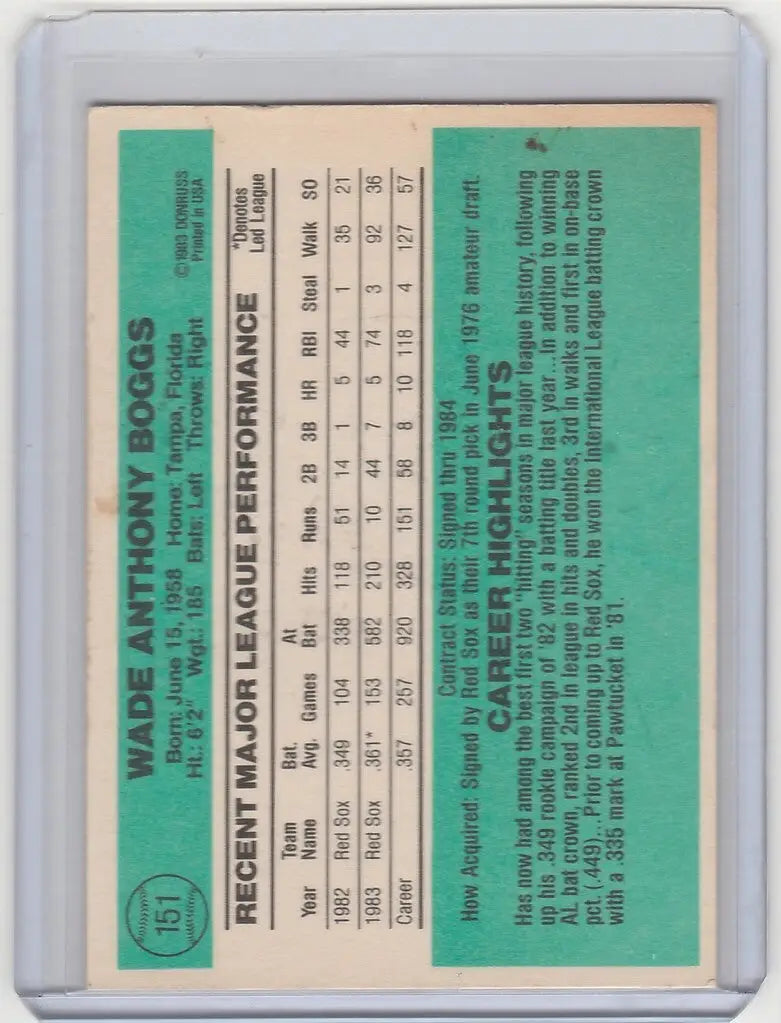 151
WADE ANTHONY BOGGS
Born: June 15, 1958 Home: Tampa, Florida
Ht.: 6'2" Wgt.: 185 Bats: Left Throws: Right
©1983 DONRUSS
Printed in USA
RECENT MAJOR LEAGUE PERFORMANCE
*Denotes
Led League
Team Bat. At
Year Name Avg. Games Bat Hits Runs 2B 3B HR RBI Steal Walk SO
1982 Red Sox .349 104 338 118 51 14 1 5 44 1 35 21
1983 Red Sox .361* 153 582 210 10 44 7 5 74 3 92 36
Career .357 257 920 328 151 58 8 10 118 4 127 57
Contract Status: Signed thru 1984
How Acquired: Signed by Red Sox as their 7th round pick in June 1976 amateur draft.
CAREER HIGHLIGHTS
Has now had among the best first two "hitting" seasons in major league history, following
up his .349 rookie campaign of '82 with a batting title last year...In addition to winning
AL bat crown, ranked 2nd in league in hits and doubles, 3rd in walks and first in on-base
pct. (.449)... Prior to coming up to Red Sox, he won the International League batting crown
with a .335 mark at Pawtucket in '81.